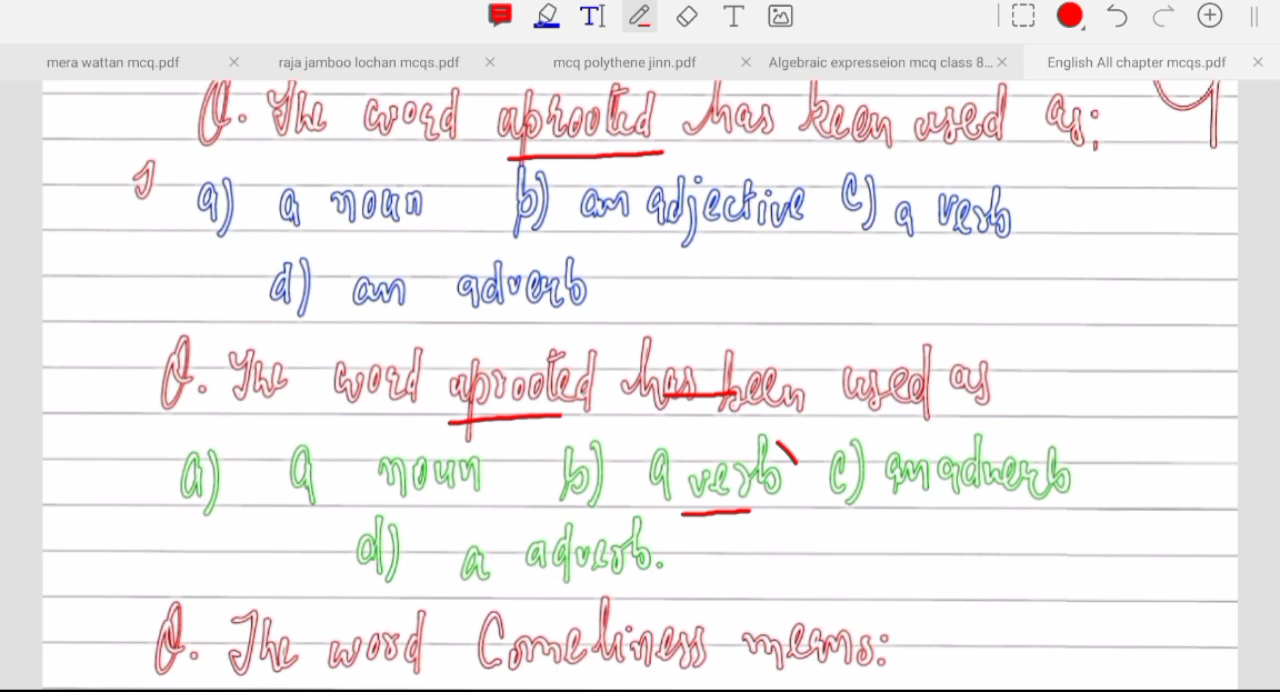 mera wattan mcq.pdf raja jamboo lochan mcqs.pdf mcq polythene jinn.pdf Algebraic expresseion mcq class 8... English All chapter mcqs.pdf
Q. The word uprooted has been used as;
a) a noun b) an adjective c) a verb
d) an adverb
Q. The word uprooted has been used as
a) a noun b) a verb c) an adverb
d) a adverb.
Q. The word Comeliness means: